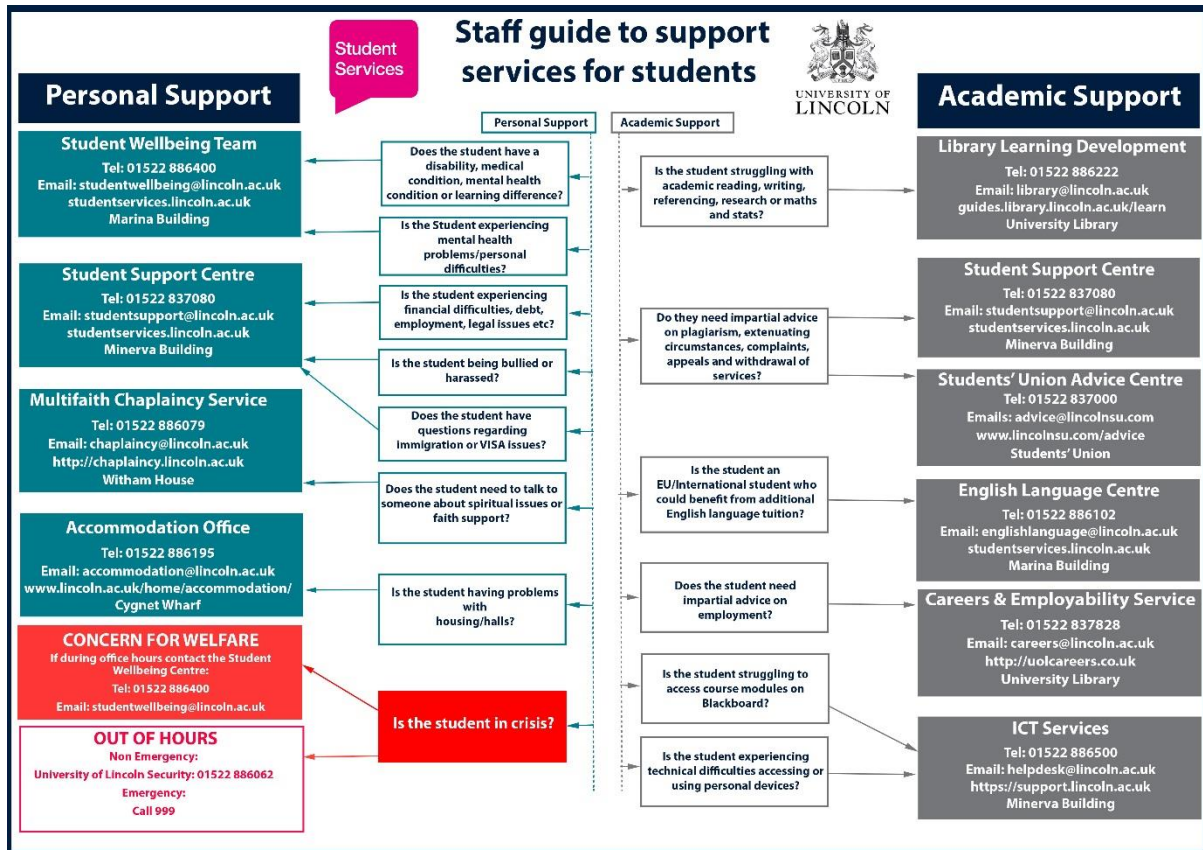 Student
Services
Staff guide to support
services for students
UNIVERSITY OF
LINCOLN
Personal Support
Student Wellbeing Team
Tel: 01522 886400
Email: studentwellbeing@lincoln.ac.uk
studentservices.lincoln.ac.uk
Marina Building
Student Support Centre
Tel: 01522 837080
Email: studentsupport@lincoln.ac.uk
studentservices.lincoln.ac.uk
Minerva Building
Multifaith Chaplaincy Service
Tel: 01522 886079
Email: chaplaincy@lincoln.ac.uk
http://chaplaincy.lincoln.ac.uk
Witham House
Accommodation Office
Tel: 01522 886195
Email: accommodation@lincoln.ac.uk
www.lincoln.ac.uk/home/accommodation/
Cygnet Wharf
CONCERN FOR WELFARE
If during office hours contact the Student
Wellbeing Centre:
Tel: 01522 886400
Email: studentwellbeing@lincoln.ac.uk
OUT OF HOURS
Non Emergency:
University of Lincoln Security: 01522 886062
Emergency:
Call 999
Personal Support
Does the student have a
disability, medical
condition, mental health
condition or learning difference?
Is the Student experiencing
mental health
problems/personal
difficulties?
Is the student experiencing
financial difficulties, debt,
employment, legal issues etc?
Is the student being bullied or
harassed?
Does the student have
questions regarding
immigration or VISA issues?
Does the student need to talk to
someone about spiritual issues or
faith support?
Is the student having problems
with
housing/halls?
Is the student in crisis?
Academic Support
Is the student struggling with
academic reading, writing,
referencing, research or maths
and stats?
Do they need impartial advice
on plagiarism, extenuating
circumstances, complaints,
appeals and withdrawal of
services?
Is the student an
EU/International student who
could benefit from additional
English language tuition?
Does the student need
impartial advice on
employment?
Is the student struggling to
access course modules on
Blackboard?
Is the student experiencing
technical difficulties accessing or
using personal devices?
Academic Support
Library Learning Development
Tel: 01522 886222
Email: library@lincoln.ac.uk
guides.library.lincoln.ac.uk/learn
University Library
Student Support Centre
Tel: 01522 837080
Email: studentsupport@lincoln.ac.uk
studentservices.lincoln.ac.uk
Minerva Building
Students' Union Advice Centre
Tel: 01522 837000
Emails: advice@lincolnsu.com
www.lincolnsu.com/advice
Students' Union
English Language Centre
Tel: 01522 886102
Email: englishlanguage@lincoln.ac.uk
studentservices.lincoln.ac.uk
Marina Building
Careers & Employability Service
Tel: 01522 837828
Email: careers@lincoln.ac.uk
http://uolcareers.co.uk
University Library
ICT Services
Tel: 01522 886500
Email: helpdesk@lincoln.ac.uk
https://support.lincoln.ac.uk
Minerva Building